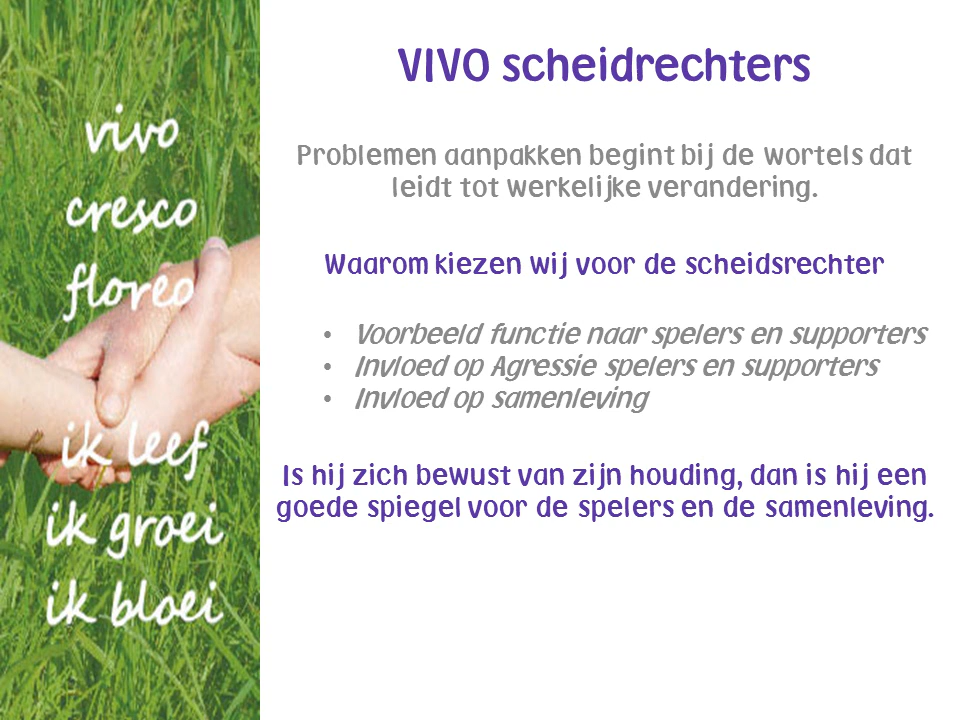 vivo
cresco
floreo
ik leef
ik groei
ik bloei
VIVO scheidrechters
Problemen aanpakken begint bij de wortels dat
leidt tot werkelijke verandering.
Waarom kiezen wij voor de scheidsrechter
• Voorbeeld functie naar spelers en supporters
• Invloed op Agressie spelers en supporters
• Invloed op samenleving
Is hij zich bewust van zijn houding, dan is hij een
goede spiegel voor de spelers en de samenleving.